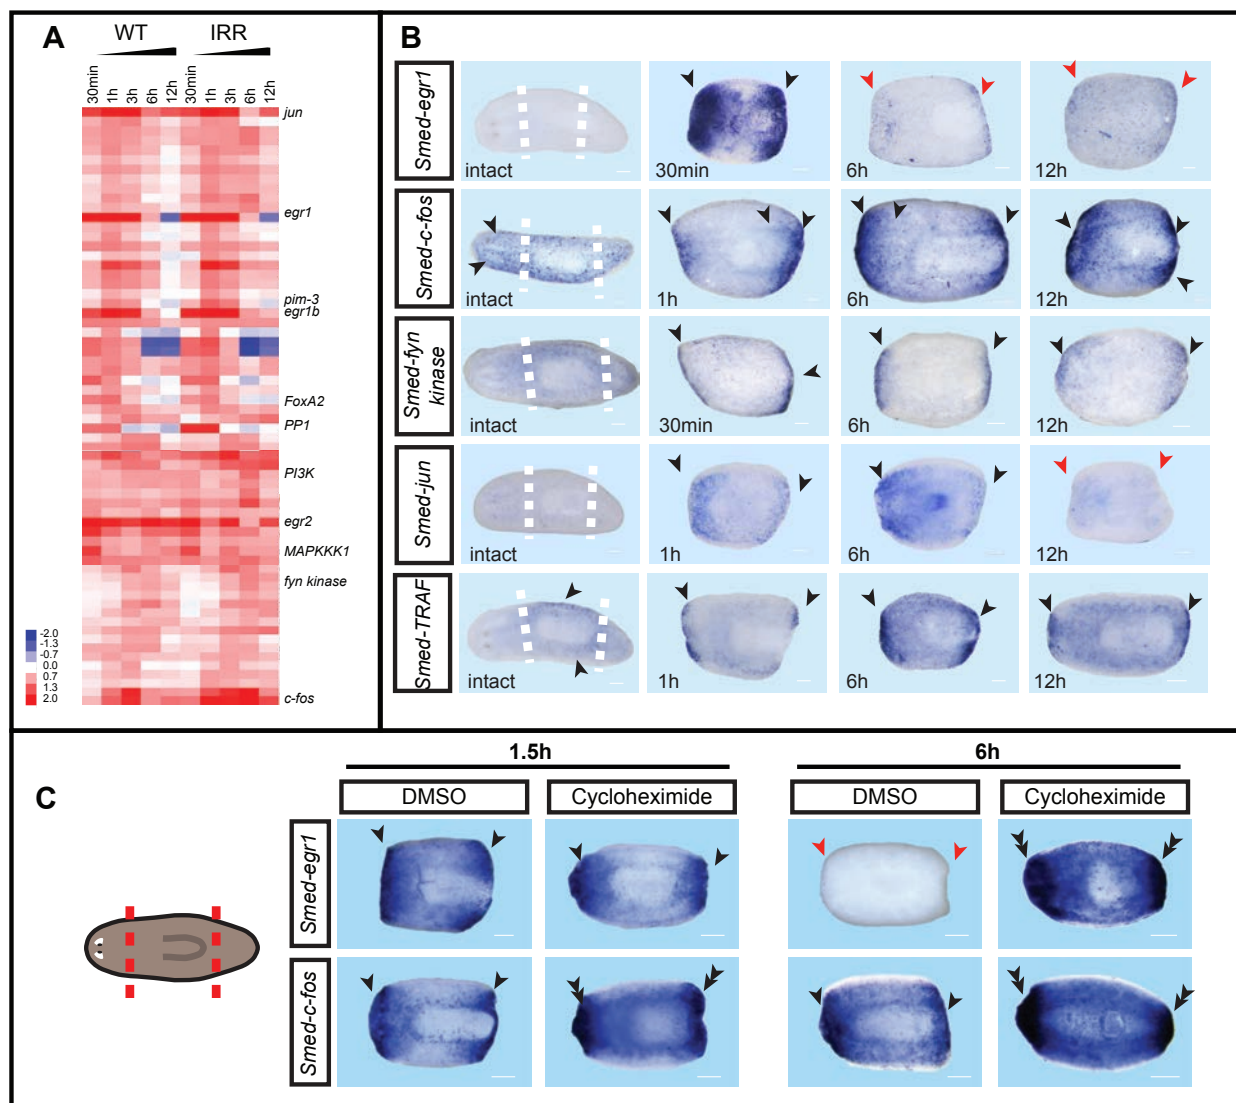 A
WT IRR
30min 1h 3h 6h 12h 30min 1h 3h 6h 12h
jun
egr1
pim-3
egr1b
FoxA2
PP1
PI3K
egr2
MAPKKK1
fyn kinase
c-fos
-2.0
-1.3
-0.7
0.0
0.7
1.3
2.0
B
Smed-egr1
intact 30min 6h 12h
Smed-c-fos
intact 1h 6h 12h
Smed-fyn
kinase
intact 30min 6h 12h
Smed-jun
intact 1h 6h 12h
Smed-TRAF
intact 1h 6h 12h
C
1.5h 6h
DMSO Cycloheximide DMSO Cycloheximide
Smed-egr1
Smed-c-fos